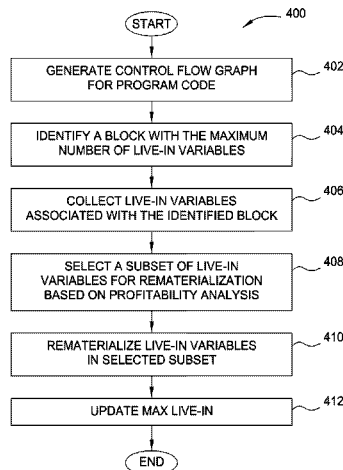 START
400
GENERATE CONTROL FLOW GRAPH
FOR PROGRAM CODE
402
IDENTIFY A BLOCK WITH THE MAXIMUM
NUMBER OF LIVE-IN VARIABLES
404
COLLECT LIVE-IN VARIABLES
ASSOCIATED WITH THE IDENTIFIED BLOCK
406
SELECT A SUBSET OF LIVE-IN
VARIABLES FOR REMATERIALIZATION
BASED ON PROFITABILITY ANALYSIS
408
REMATERIALIZE LIVE-IN VARIABLES
IN SELECTED SUBSET
410
UPDATE MAX LIVE-IN
412
END